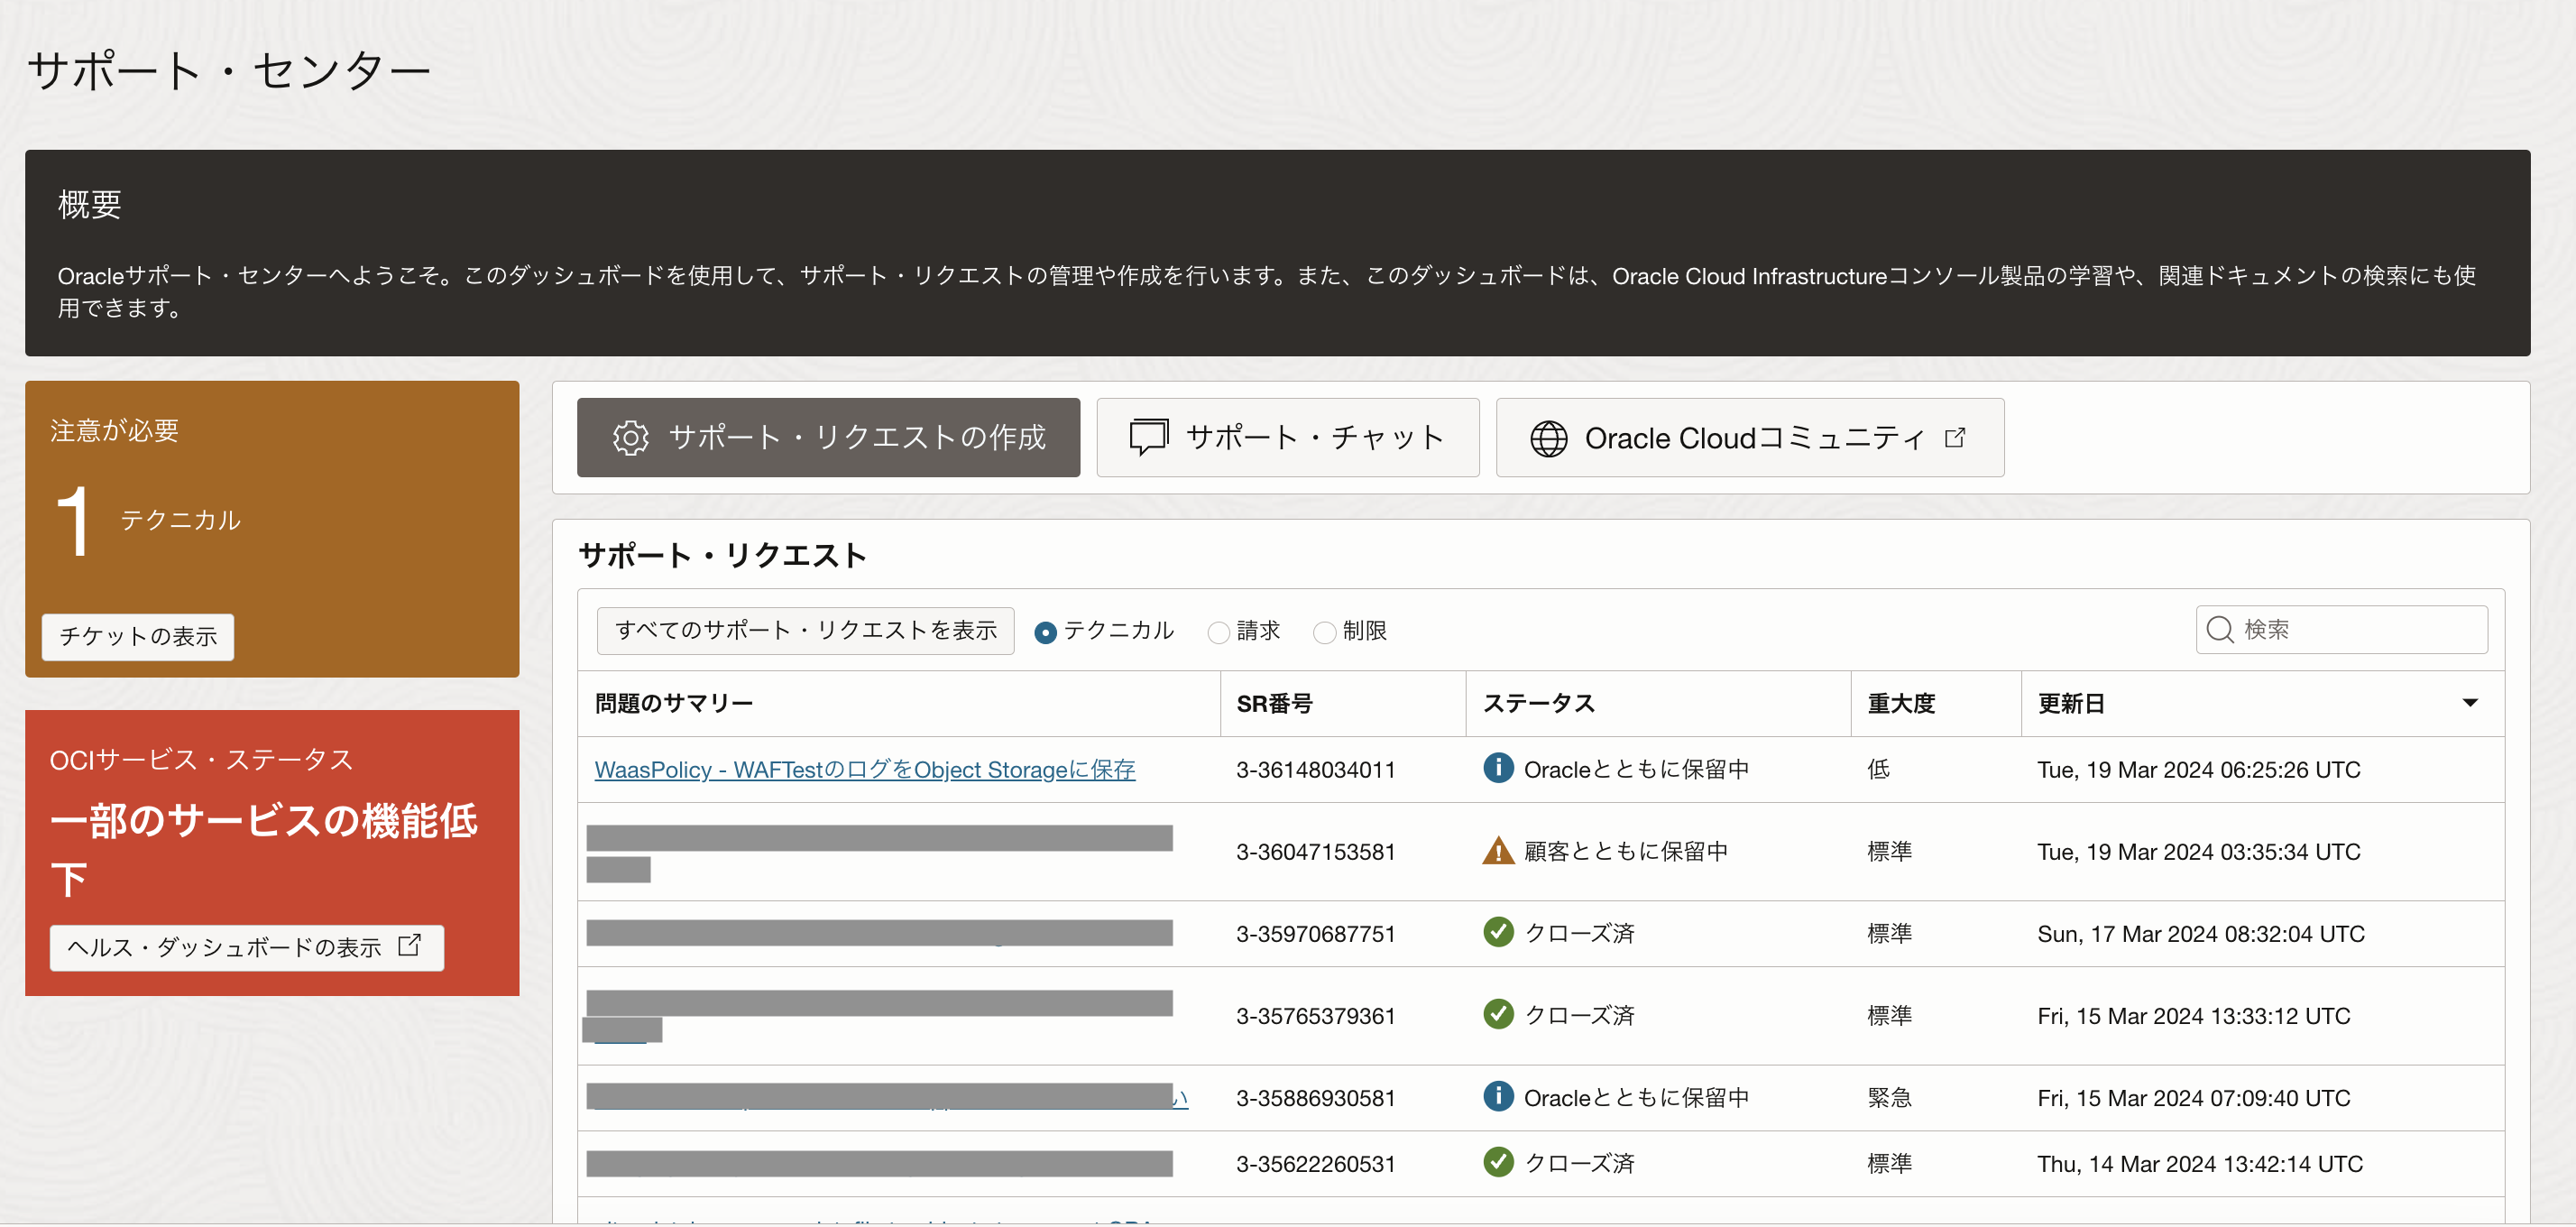 サポート・センター
概要
Oracleサポート・センターへようこそ。このダッシュボードを使用して、サポート・リクエストの管理や作成を行います。また、このダッシュボードは、Oracle Cloud Infrastructureコンソール製品の学習や、関連ドキュメントの検索にも使
用できます。
注意が必要
1 テクニカル
チケットの表示
OCIサービス・ステータス
一部のサービスの機能低
下
ヘルス・ダッシュボードの表示
サポート・リクエストの作成 サポート・チャット Oracle Cloudコミュニティ
サポート・リクエスト
すべてのサポート・リクエストを表示 テクニカル 請求 制限 検索
問題のサマリー SR番号 ステータス 重大度 更新日
WaasPolicy - WAFTestのログをObject Storageに保存 3-36148034011 Oracleとともに保留中 低 Tue, 19 Mar 2024 06:25:26 UTC
3-36047153581 顧客とともに保留中 標準 Tue, 19 Mar 2024 03:35:34 UTC
3-35970687751 クローズ済 標準 Sun, 17 Mar 2024 08:32:04 UTC
3-35765379361 クローズ済 標準 Fri, 15 Mar 2024 13:33:12 UTC
い 3-35886930581 Oracleとともに保留中 緊急 Fri, 15 Mar 2024 07:09:40 UTC
3-35622260531 クローズ済 標準 Thu, 14 Mar 2024 13:42:14 UTC